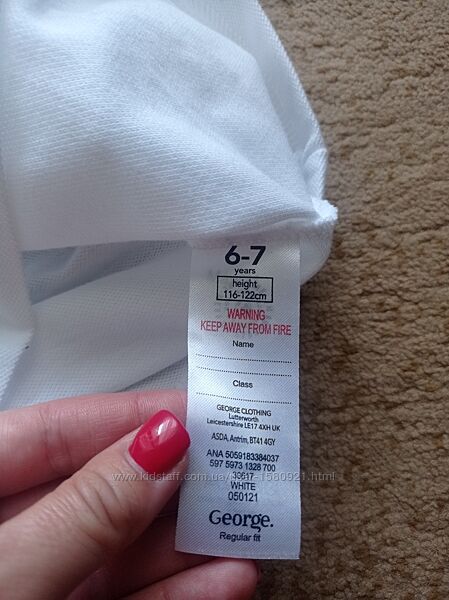 6-7
years
height
116-122cm
WARNING
KEEP AWAY FROM FIRE
Name
Class
GEORGE CLOTHING
Lutterworth
Leicestershire LE17 4XH UK
ASDA, Antrim, BT41 4GY
ANA 5059183384037
597 5973 1328 700
WHITE
050121
George.
Regular fit